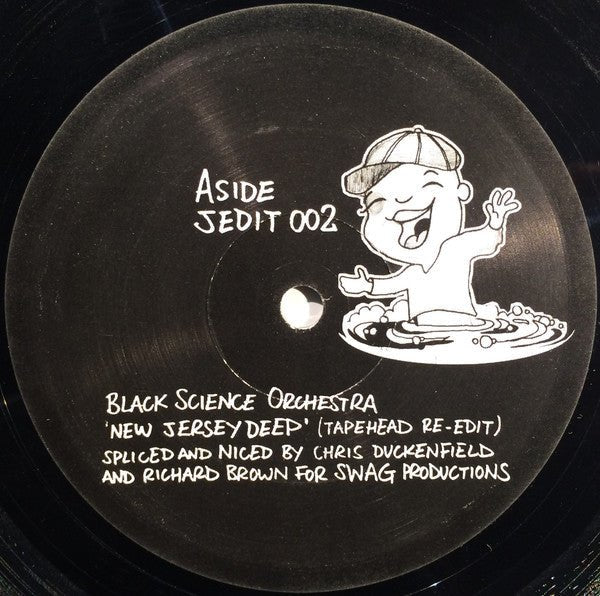 ASIDE
JEDIT 002
BLACK SCIENCE ORCHESTRA
'NEW JERSEY DEEP' (TAPEHEAD RE-EDIT)
SPLICED AND NICED BY CHRIS DUCKENFIELD
AND RICHARD BROWN FOR SWAG PRODUCTIONS